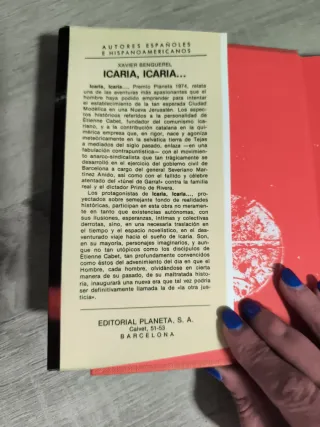 AUTORES ESPAÑOLES
E HISPANOAMERICANOS
XAVIER BENGUEREL
ICARIA, ICARIA...
Icaria, Icaria..., Premio Planeta 1974, relata
una de las aventuras más apasionantes que el
hombre haya podido emprender para intentar
el establecimiento de la tan esperada Ciudad
Modélica en una Nueva Jerusalén. Los aspec-
tos históricos referidos a la personalidad de
Étienne Cabet, fundador del comunismo ica-
riano, y a la contribución catalana en la qui-
mérica empresa que, en rigor, nace y agoniza
meteóricamente en la selvática tierra de Tejas
a mediados del siglo pasado, enlaza —en una
fabulación contrapuntística— con el movimien-
to anarco-sindicalista que tan trágicamente se
desarrolló en el ejercicio del gobierno civil de
Barcelona a cargo del general Severiano Mar-
tínez Anido, así como con el fallido y célebre
atentado del «túnel de Garraf» contra la familia
real y el dictador Primo de Rivera.
Los protagonistas de Icaria, Icaria..., pro-
yectados sobre semejante fondo de realidades
históricas, participan en esta obra no meramen-
te en tanto que existencias autónomas, con
sus ilusiones, esperanzas, íntimas y colectivas
derrotas, sino, en una necesaria traslación en
el tiempo y el espacio novelístico, en el des-
venturado viaje hacia el sueño de Icaria. Son,
en su mayoría, personajes imaginarios, y aun-
que no tan utópicos como los discípulos de
Étienne Cabet, tan profundamente convencidos
como éstos del advenimiento del día en que el
Hombre, cada hombre, olvidándose en cierta
manera de su pasado, de su maltratada histo-
ria, inaugurará una nueva era que tal vez podría
ser definitivamente llamada la de «la otra jus-
ticia».
EDITORIAL PLANETA, S. A.
Calvet, 51-53
BARCELONA